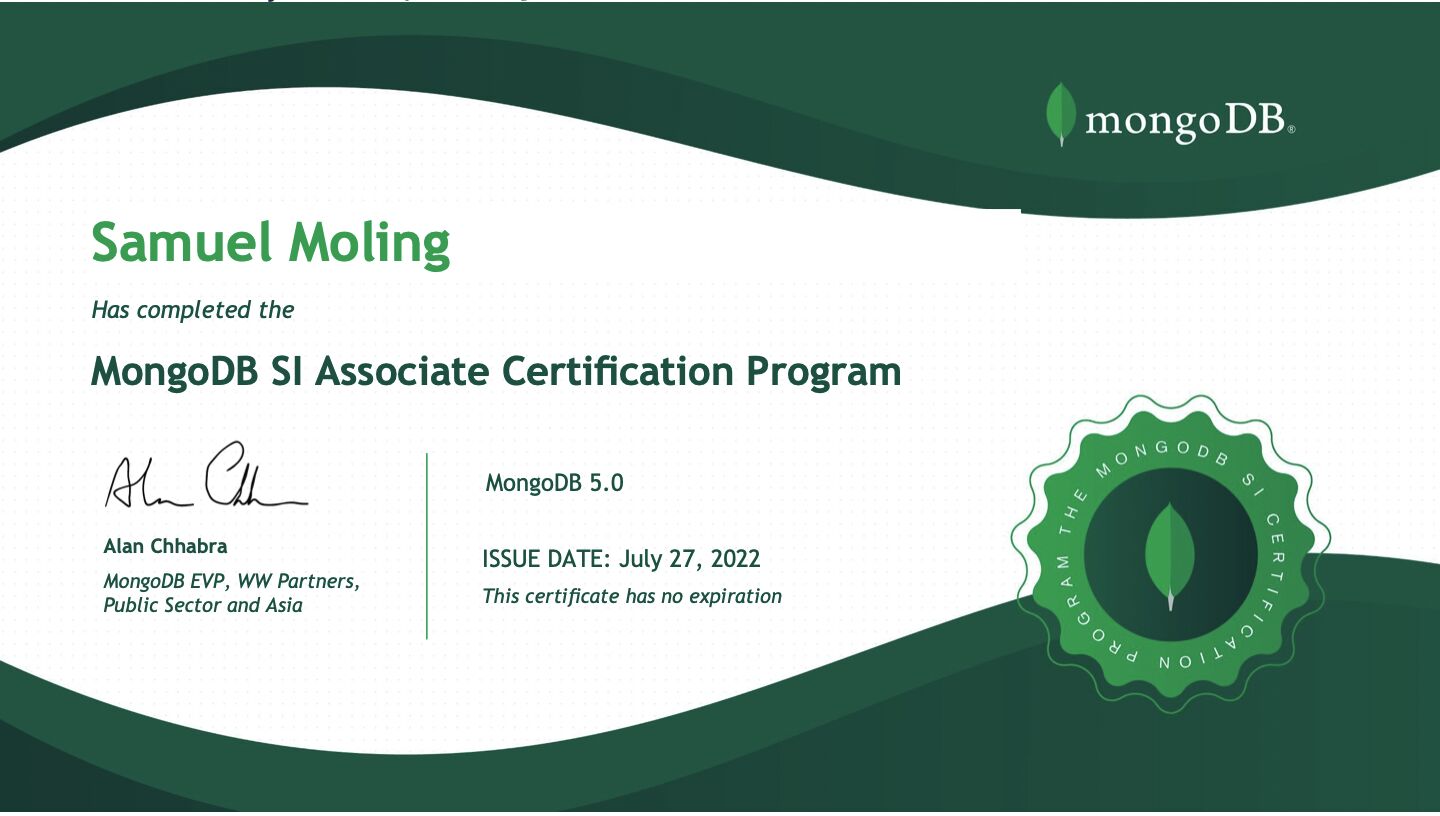 mongoDB®
Samuel Moling
Has completed the
MongoDB SI Associate Certification Program
Alan Chhabra
MongoDB EVP, WW Partners,
Public Sector and Asia
MongoDB 5.0
ISSUE DATE: July 27, 2022
This certificate has no expiration
THE MONGODB SI CERTIFICATION PROGRAM